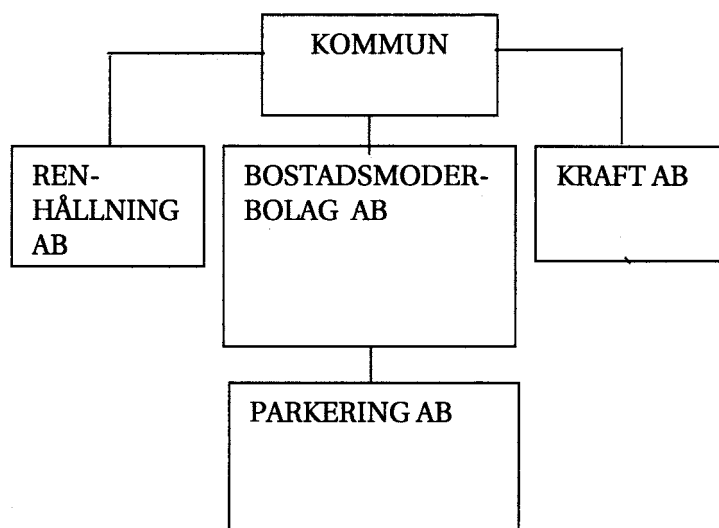 KOMMUN
REN-
HÅLLNING
AB
BOSTADSMODER-
BOLAG AB
KRAFT AB
PARKERING AB